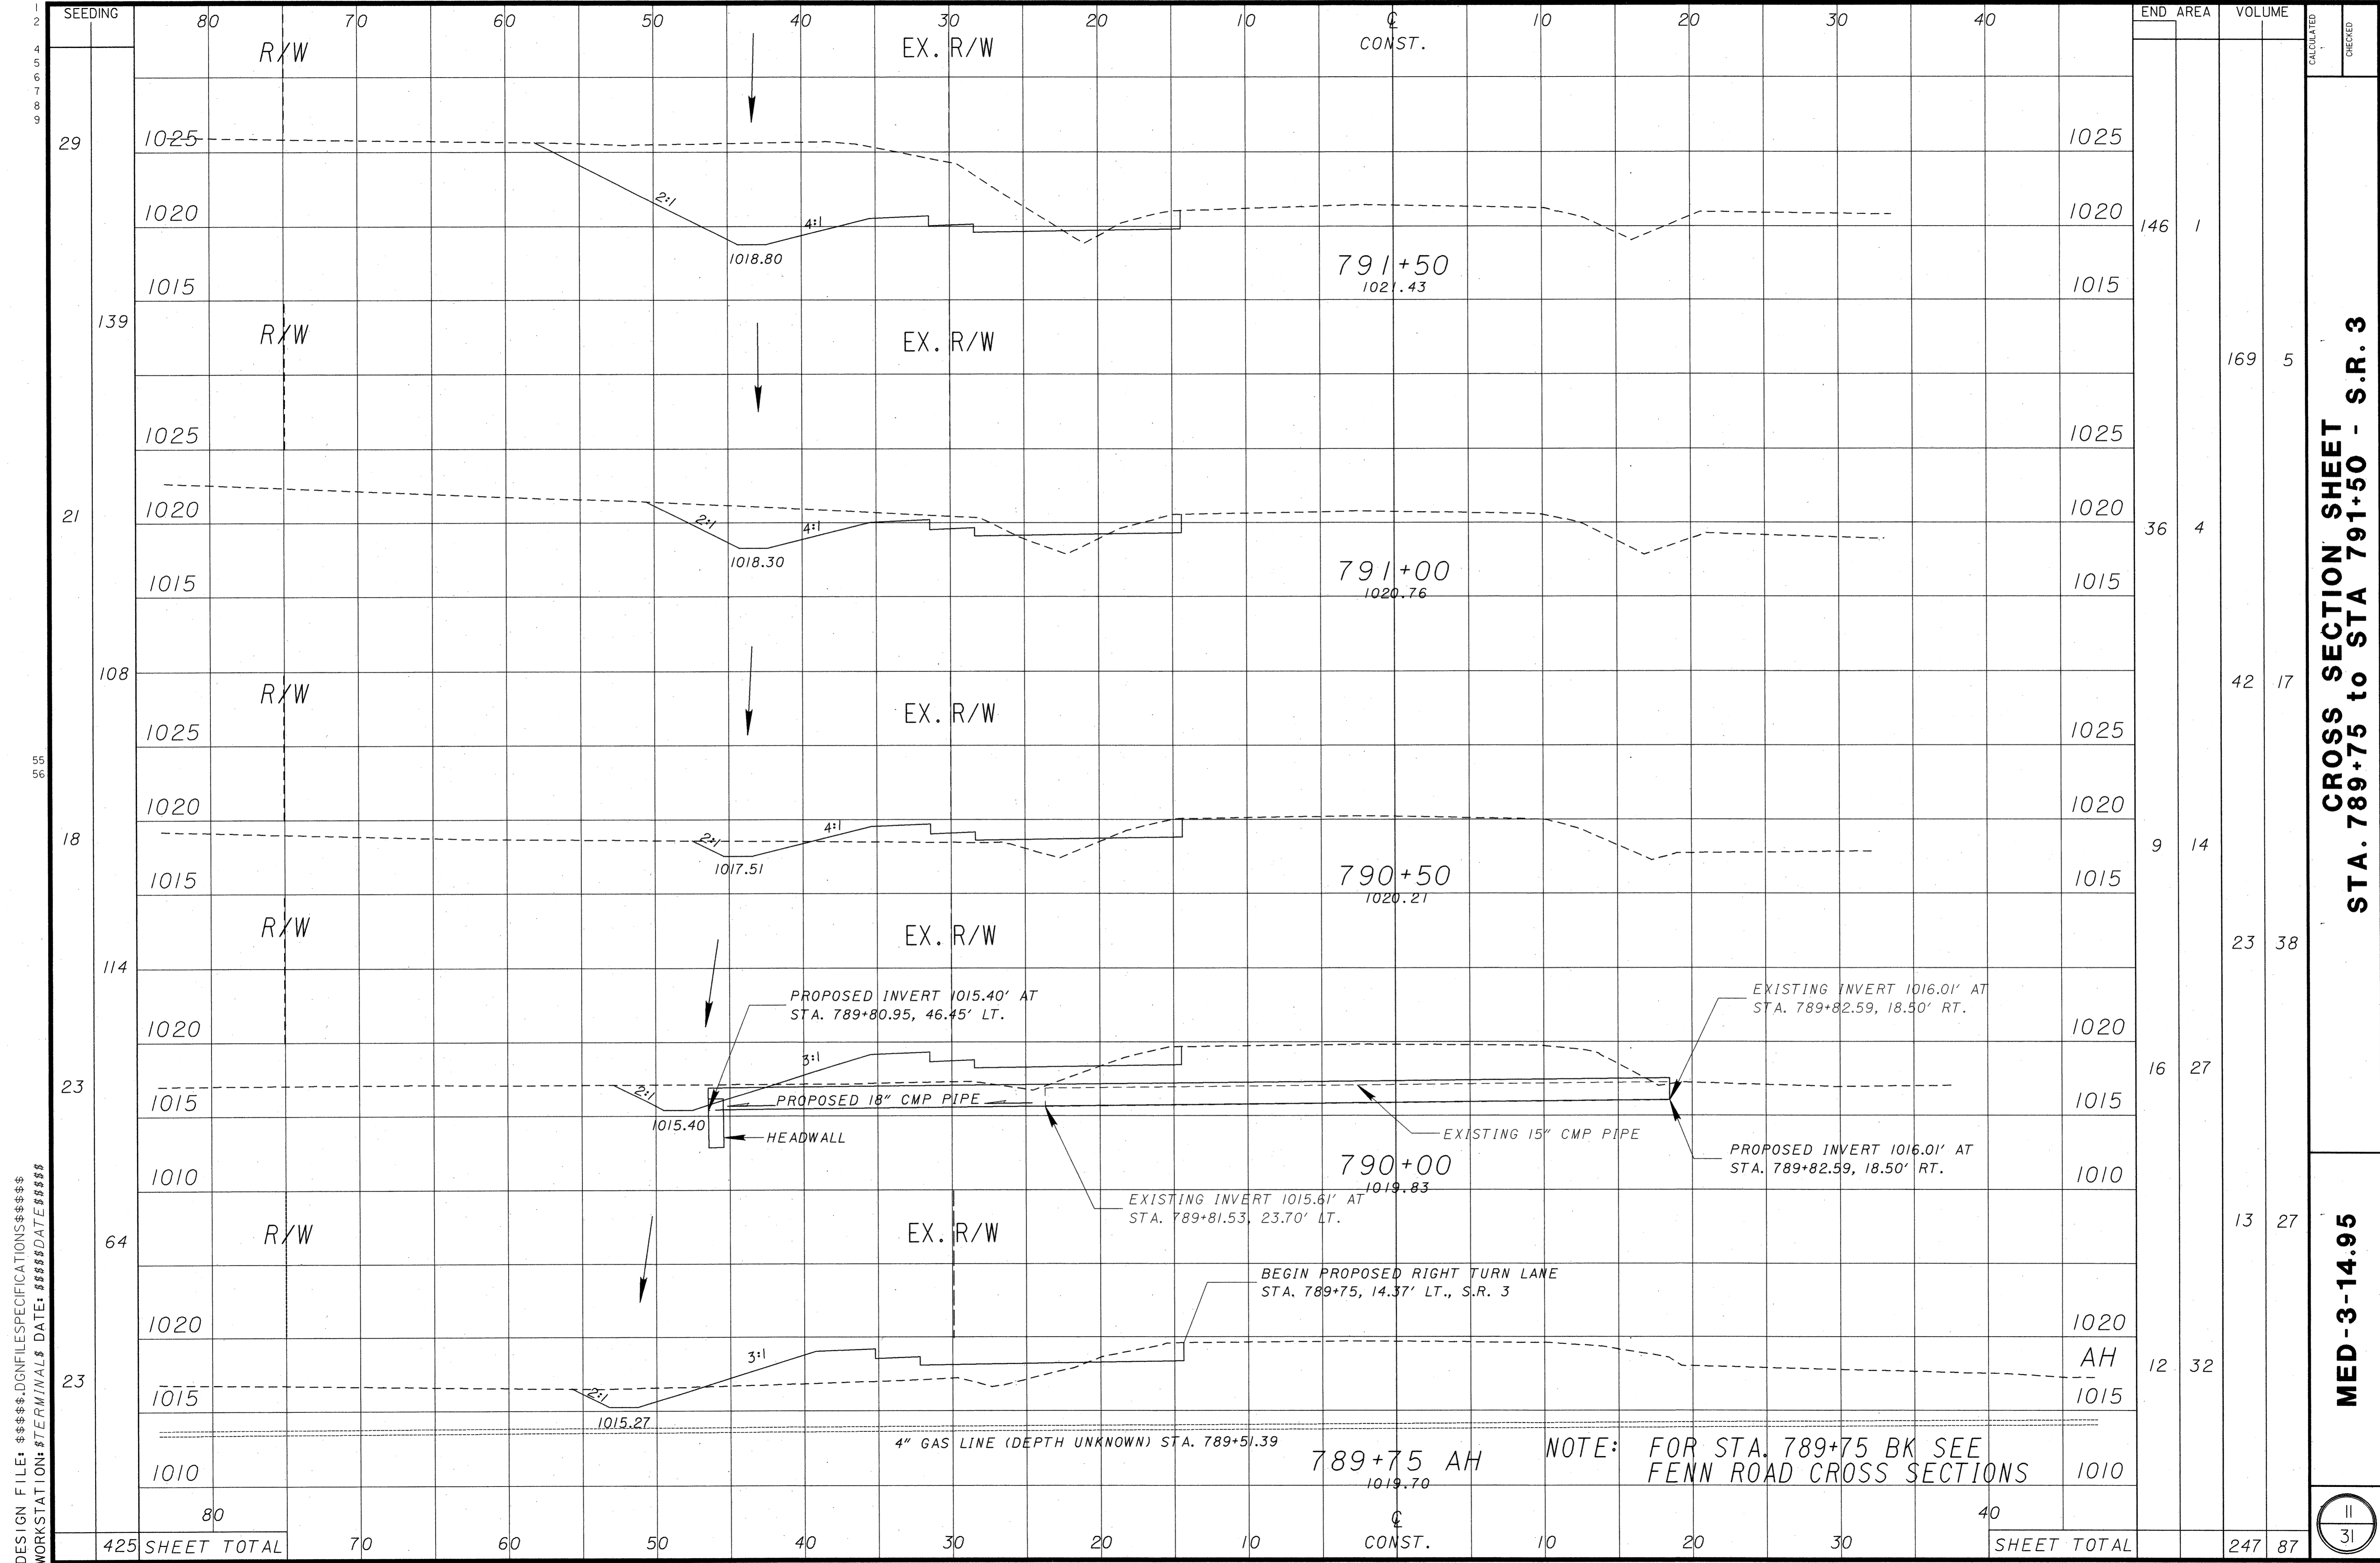 SEEDING
END AREA
VOLUME
CALCULATED
CHECKED
1
2
4
5
6
7
8
9
80 70 60 50 40 30 20 10 ℄ 10 20 30 40
CONST.
R/W
EX. R/W
1025
1025
29
2:1
1020
4:1
1020
146 1
1018.80
791+50
1021.43
1015
1015
139
R/W
EX. R/W
169 5
1025
1025
21
1020
2:1
4:1
1020
36 4
1018.30
791+00
1020.76
1015
1015
108
R/W
EX. R/W
42 17
1025
1025
55
56
1020
1020
18
2:1
4:1
9 14
1017.51
790+50
1020.21
1015
1015
R/W
EX. R/W
23 38
114
PROPOSED INVERT 1015.40' AT
STA. 789+80.95, 46.45' LT.
EXISTING INVERT 1016.01' AT
STA. 789+82.59, 18.50' RT.
1020
1020
3:1
16 27
23
2:1
1015
PROPOSED 18" CMP PIPE
1015
1015.40
HEADWALL
EXISTING 15" CMP PIPE
PROPOSED INVERT 1016.01' AT
STA. 789+82.59, 18.50' RT.
790+00
1019.83
1010
1010
EXISTING INVERT 1015.61' AT
STA. 789+81.53, 23.70' LT.
R/W
EX. R/W
13 27
64
BEGIN PROPOSED RIGHT TURN LANE
STA. 789+75, 14.37' LT., S.R. 3
1020
1020
3:1
AH
12 32
23
2:1
1015
1015
1015.27
4" GAS LINE (DEPTH UNKNOWN) STA. 789+51.39
789+75 AH
1019.70
NOTE: FOR STA. 789+75 BK SEE
FENN ROAD CROSS SECTIONS
1010
1010
80 70 60 50 40 30 20 10 ℄ 10 20 30 40
CONST.
425 SHEET TOTAL
SHEET TOTAL 247 87
CROSS SECTION SHEET
STA. 789+75 to STA 791+50 - S.R. 3
MED-3-14.95
11
31
DESIGN FILE: $$$$$.DGNFILESPECIFICATIONS$$$$$
WORKSTATION: $TERMINAL$ DATE: $$$$$DATE$$$$$